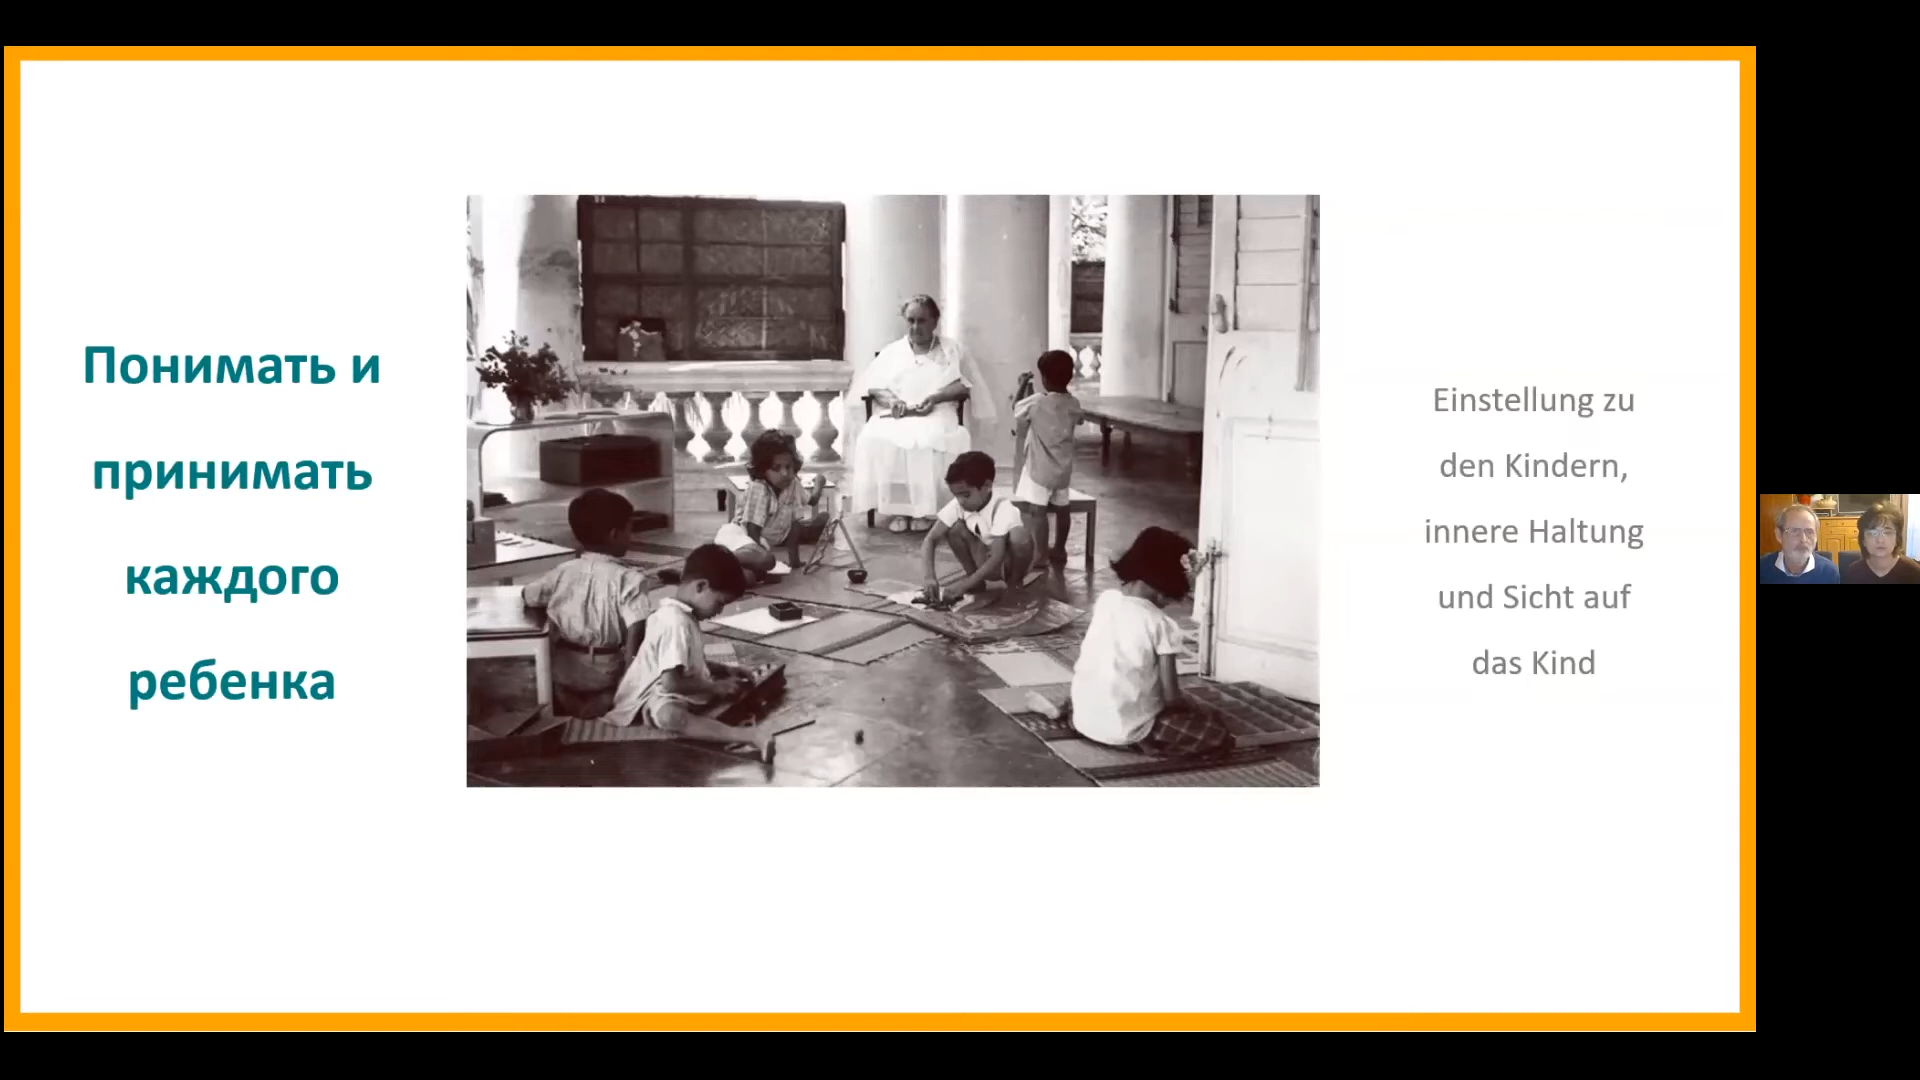 Понимать и
принимать
каждого
ребенка
Einstellung zu
den Kindern,
innere Haltung
und Sicht auf
das Kind